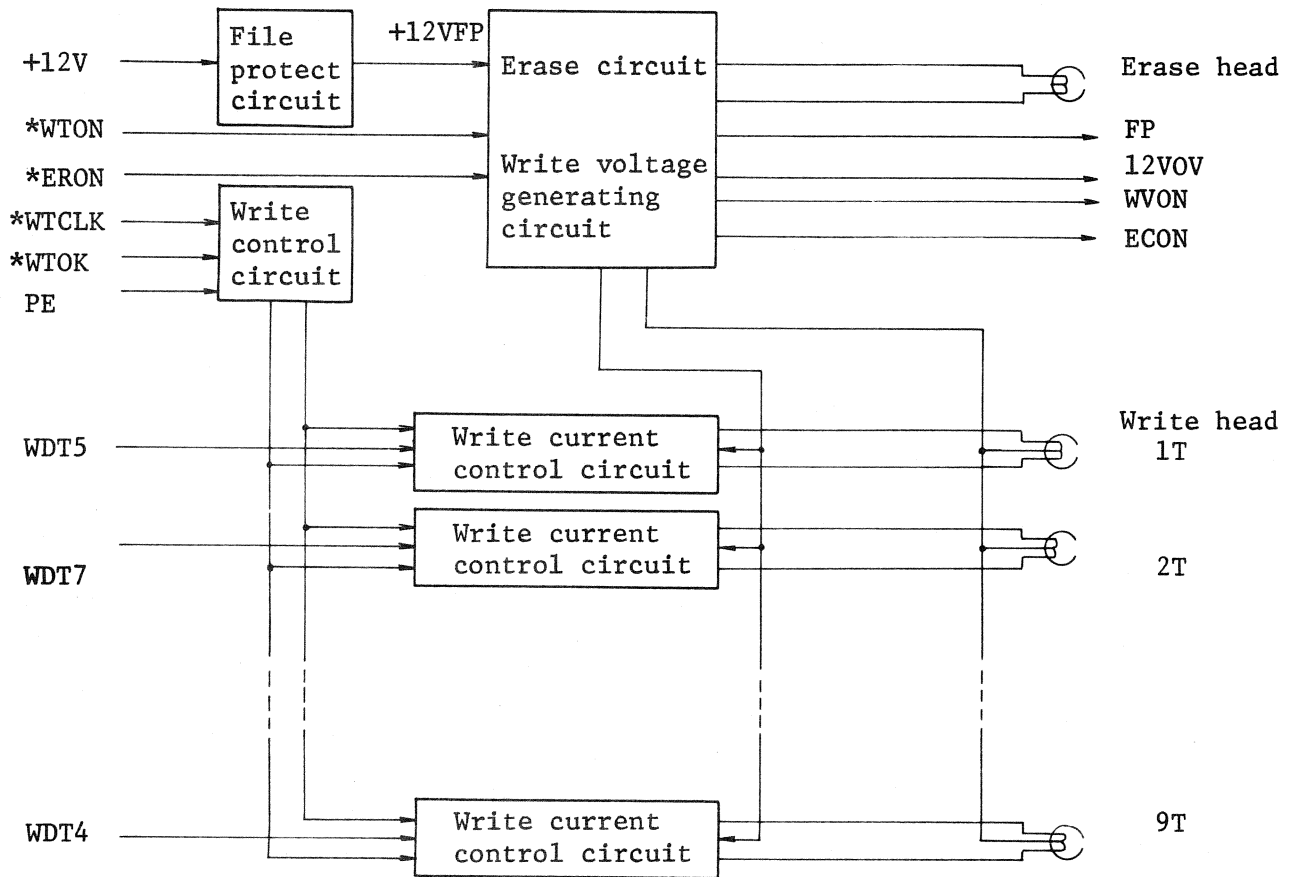 +12V
File
protect
circuit
+12VFP
Erase circuit
Write voltage
generating
circuit
Erase head
FP
12VOV
WVON
ECON
*WTON
*ERON
*WTCLK
*WTOK
PE
Write
control
circuit
WDT5
Write current
control circuit
Write head
1T
WDT7
Write current
control circuit
2T
WDT4
Write current
control circuit
9T